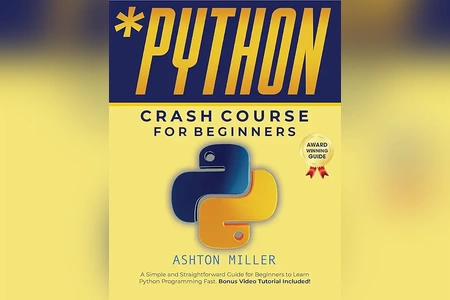 *PYTHON
CRASH COURSE
FOR BEGINNERS
AWARD
WINNING
GUIDE
ASHTON MILLER
A Simple and Straightforward Guide for Beginners to Learn
Python Programming Fast. Bonus Video Tutorial Included!